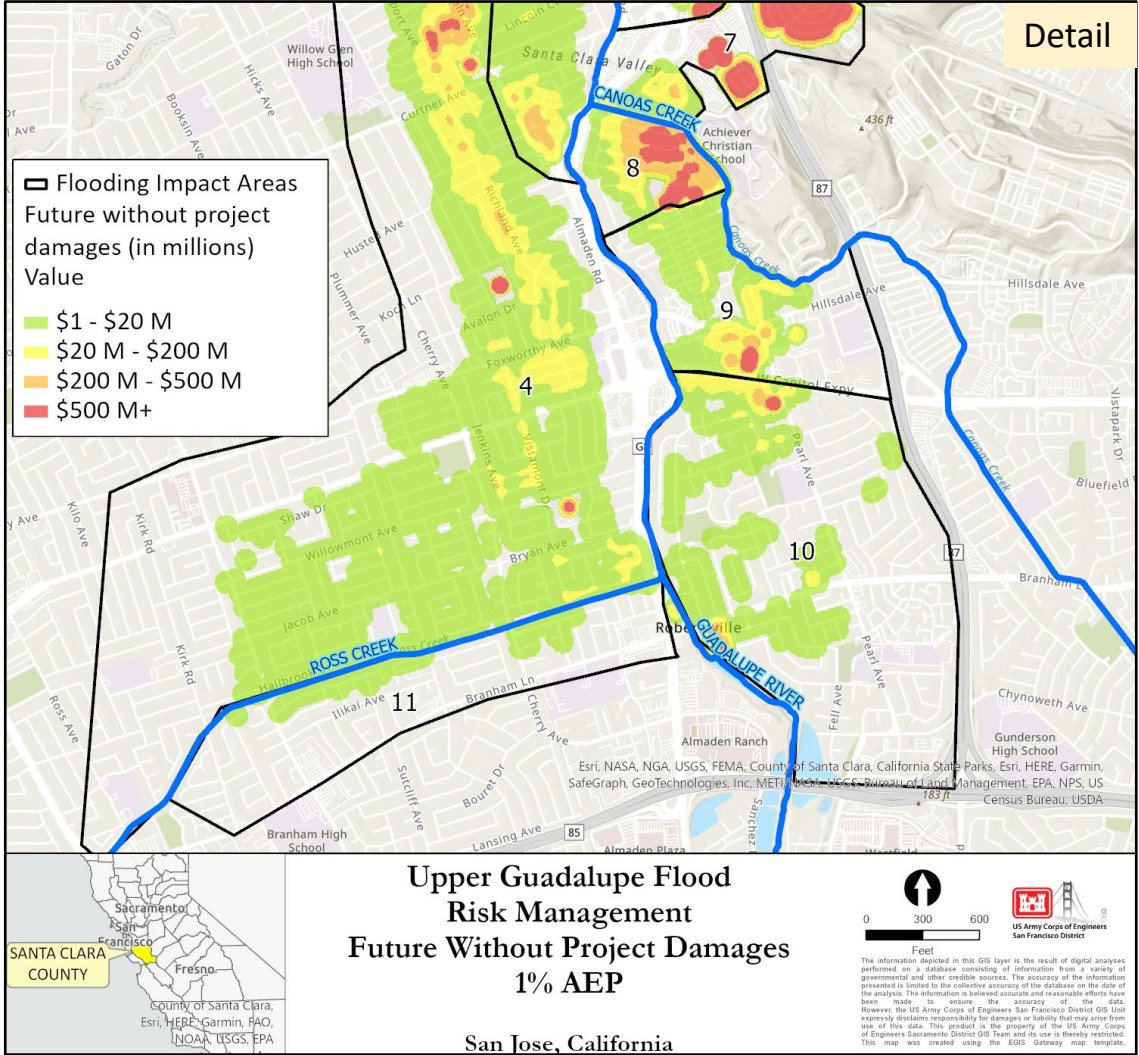 Detail
Gaton Dr
Willow Glen
High School
Hicks Ave
Booksin Ave
Curtner Ave
Lincoln
Santa Clara Valley
7
CANOAS CREEK
Achiever
Christian
School
436 ft
8
87
Flooding Impact Areas
Future without project
damages (in millions)
Value
$1 - $20 M
$20 M - $200 M
$200 M - $500 M
$500 M+
Richland Ave
Almaden Rd
Husted Ave
Plummer Ave
Koch Ln
Cherry Ave
Avalon Dr
Foxworthy Ave
4
Canoas Creek
Hillsdale Ave
Hillsdale Ave
9
W Capitol Expy
Vistapark Dr
Canoas Creek
Bluefield
Jenkins Ave
Vistamont Dr
Pearl Ave
Kilo Ave
Kirk Rd
Shaw Dr
Willowmont Ave
Bryan Ave
10
87
Branham Ln
Jacob Ave
ROSS CREEK
Ross Creek
GUADALUPE RIVER
Kirk Rd
Hallbrook
Ilikai Ave
11
Branham Ln
Cherry Ave
Ross Ave
Pearl Ave
Fell Ave
Chynoweth Ave
Almaden Ranch
Gunderson
High School
Sutcliff Ave
Bouret Dr
Esri, NASA, NGA, USGS, FEMA, County of Santa Clara, California State Parks, Esri, HERE, Garmin,
SafeGraph, GeoTechnologies, Inc, METI/NASA, USGS, Bureau of Land Management, EPA, NPS, US
Census Bureau, USDA
183 ft
Sanchez
Branham High
School
Lansing Ave
85
Almaden Plaza
Sacramento
San
Francisco
SANTA CLARA
COUNTY
Fresno
County of Santa Clara,
Esri, HERE, Garmin, FAO,
NOAA, USGS, EPA
Upper Guadalupe Flood
Risk Management
Future Without Project Damages
1% AEP
San Jose, California
0 300 600
Feet
US Army Corps of Engineers
San Francisco District
The information depicted in this GIS layer is the result of digital analyses
performed on a database consisting of information from a variety of
governmental and other credible sources. The accuracy of the information
presented is limited to the collective accuracy of the database on the date of
the analysis. The information is believed accurate and reasonable efforts have
been made to ensure the accuracy of the data.
However, the US Army Corps of Engineers San Francisco District GIS Unit
expressly disclaims responsibility for damages or liability that may arise from
use of this data. This product is the property of the US Army Corps
of Engineers Sacramento District GIS Team and its use is thereby restricted.
This map was created using the EGIS Gateway map template.